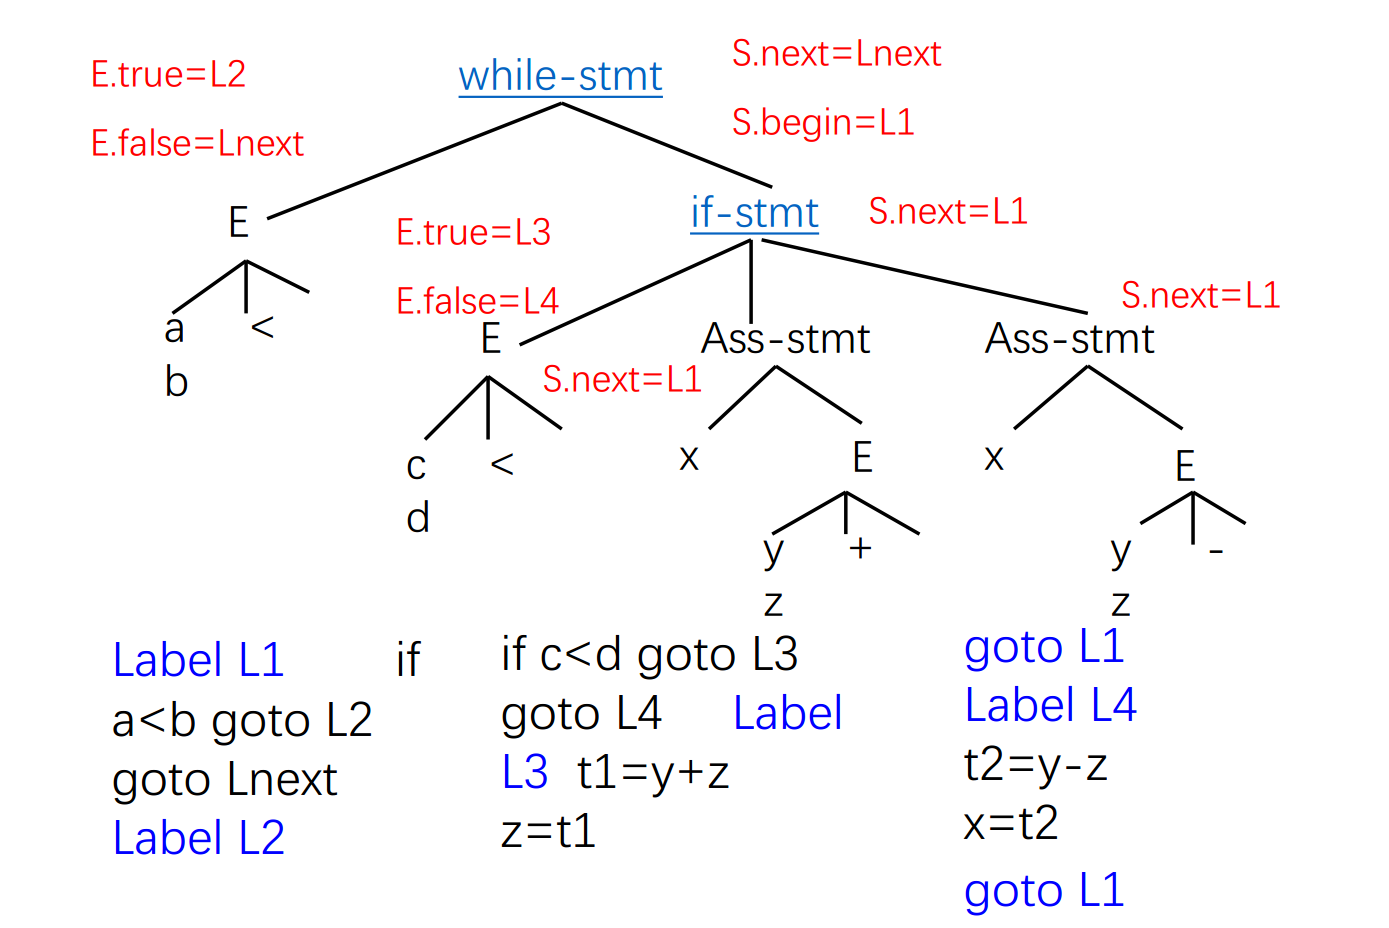 E.true=L2
while-stmt
S.next=Lnext
E.false=Lnext
S.begin=L1
E
E.true=L3
if-stmt
S.next=L1
E.false=L4
S.next=L1
a
<
b
E
Ass-stmt
Ass-stmt
S.next=L1
c
<
d
x
E
x
E
y
+
z
y
-
z
Label L1 if
a<b goto L2
goto Lnext
Label L2
if c<d goto L3
goto L4 Label
L3 t1=y+z
z=t1
goto L1
Label L4
t2=y-z
x=t2
goto L1